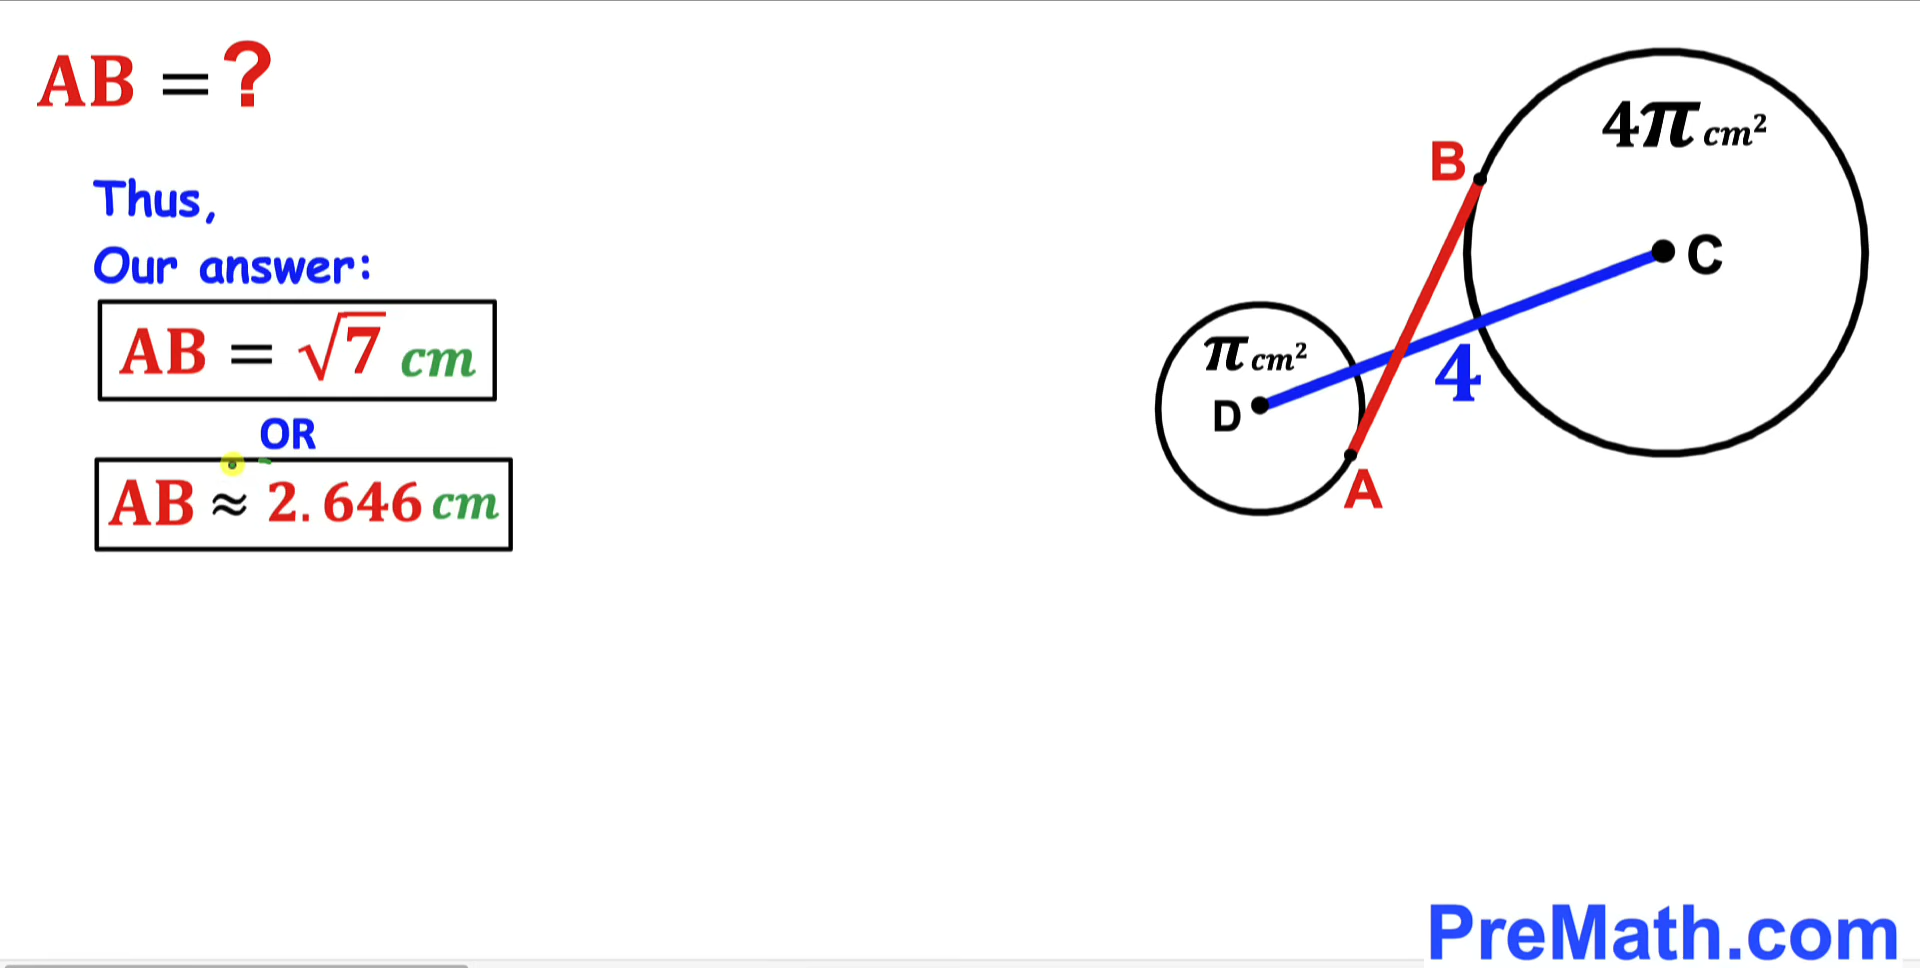 AB = ?
Thus,
Our answer:
AB = √7 cm
OR
AB ≈ 2.646 cm
4π cm²
B
C
π cm²
D
4
A
PreMath.com